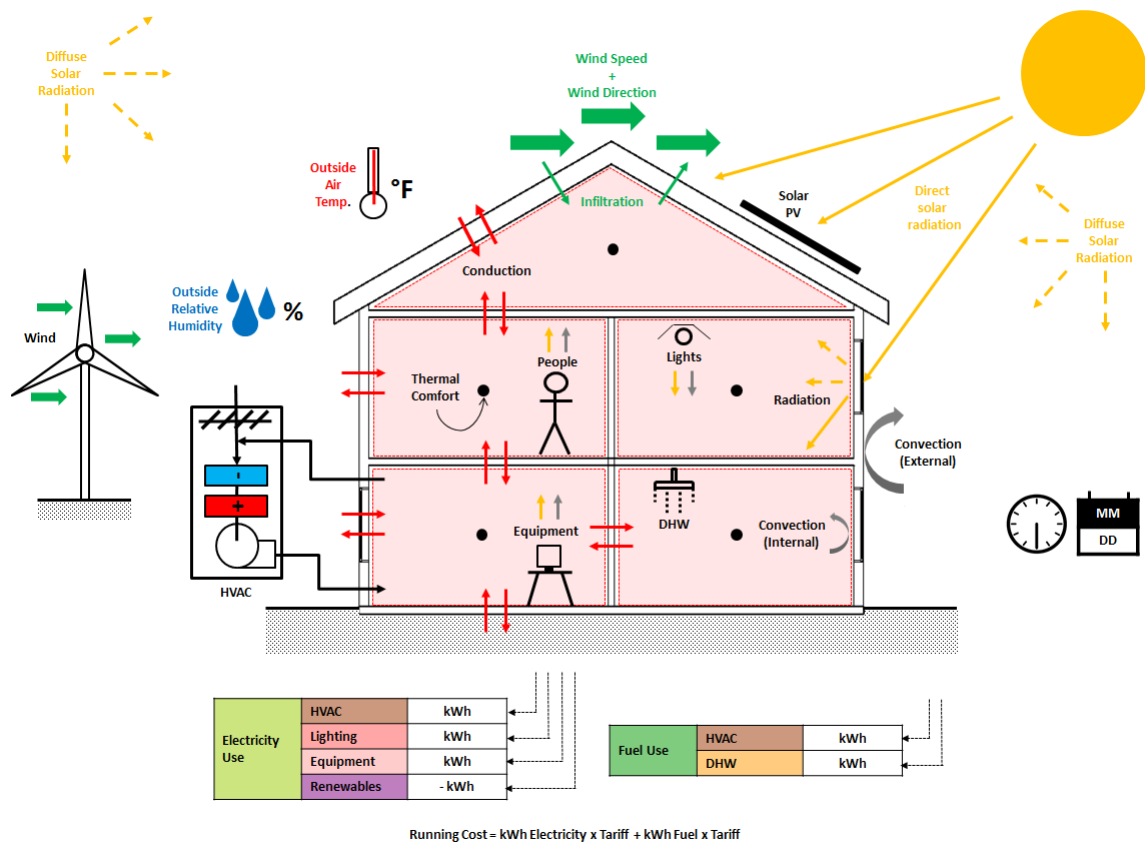 Diffuse
Solar
Radiation
Wind Speed
+
Wind Direction
Outside
Air
Temp.
°F
Infiltration
Solar
PV
Direct
solar
radiation
Diffuse
Solar
Radiation
Conduction
Outside
Relative
Humidity
%
Wind
People
Lights
Thermal
Comfort
Radiation
Convection
(External)
Equipment
DHW
Convection
(Internal)
MM
DD
-
+
HVAC
Electricity
Use
HVAC kWh
Lighting kWh
Equipment kWh
Renewables - kWh
Fuel Use
HVAC kWh
DHW kWh
Running Cost = kWh Electricity x Tariff + kWh Fuel x Tariff